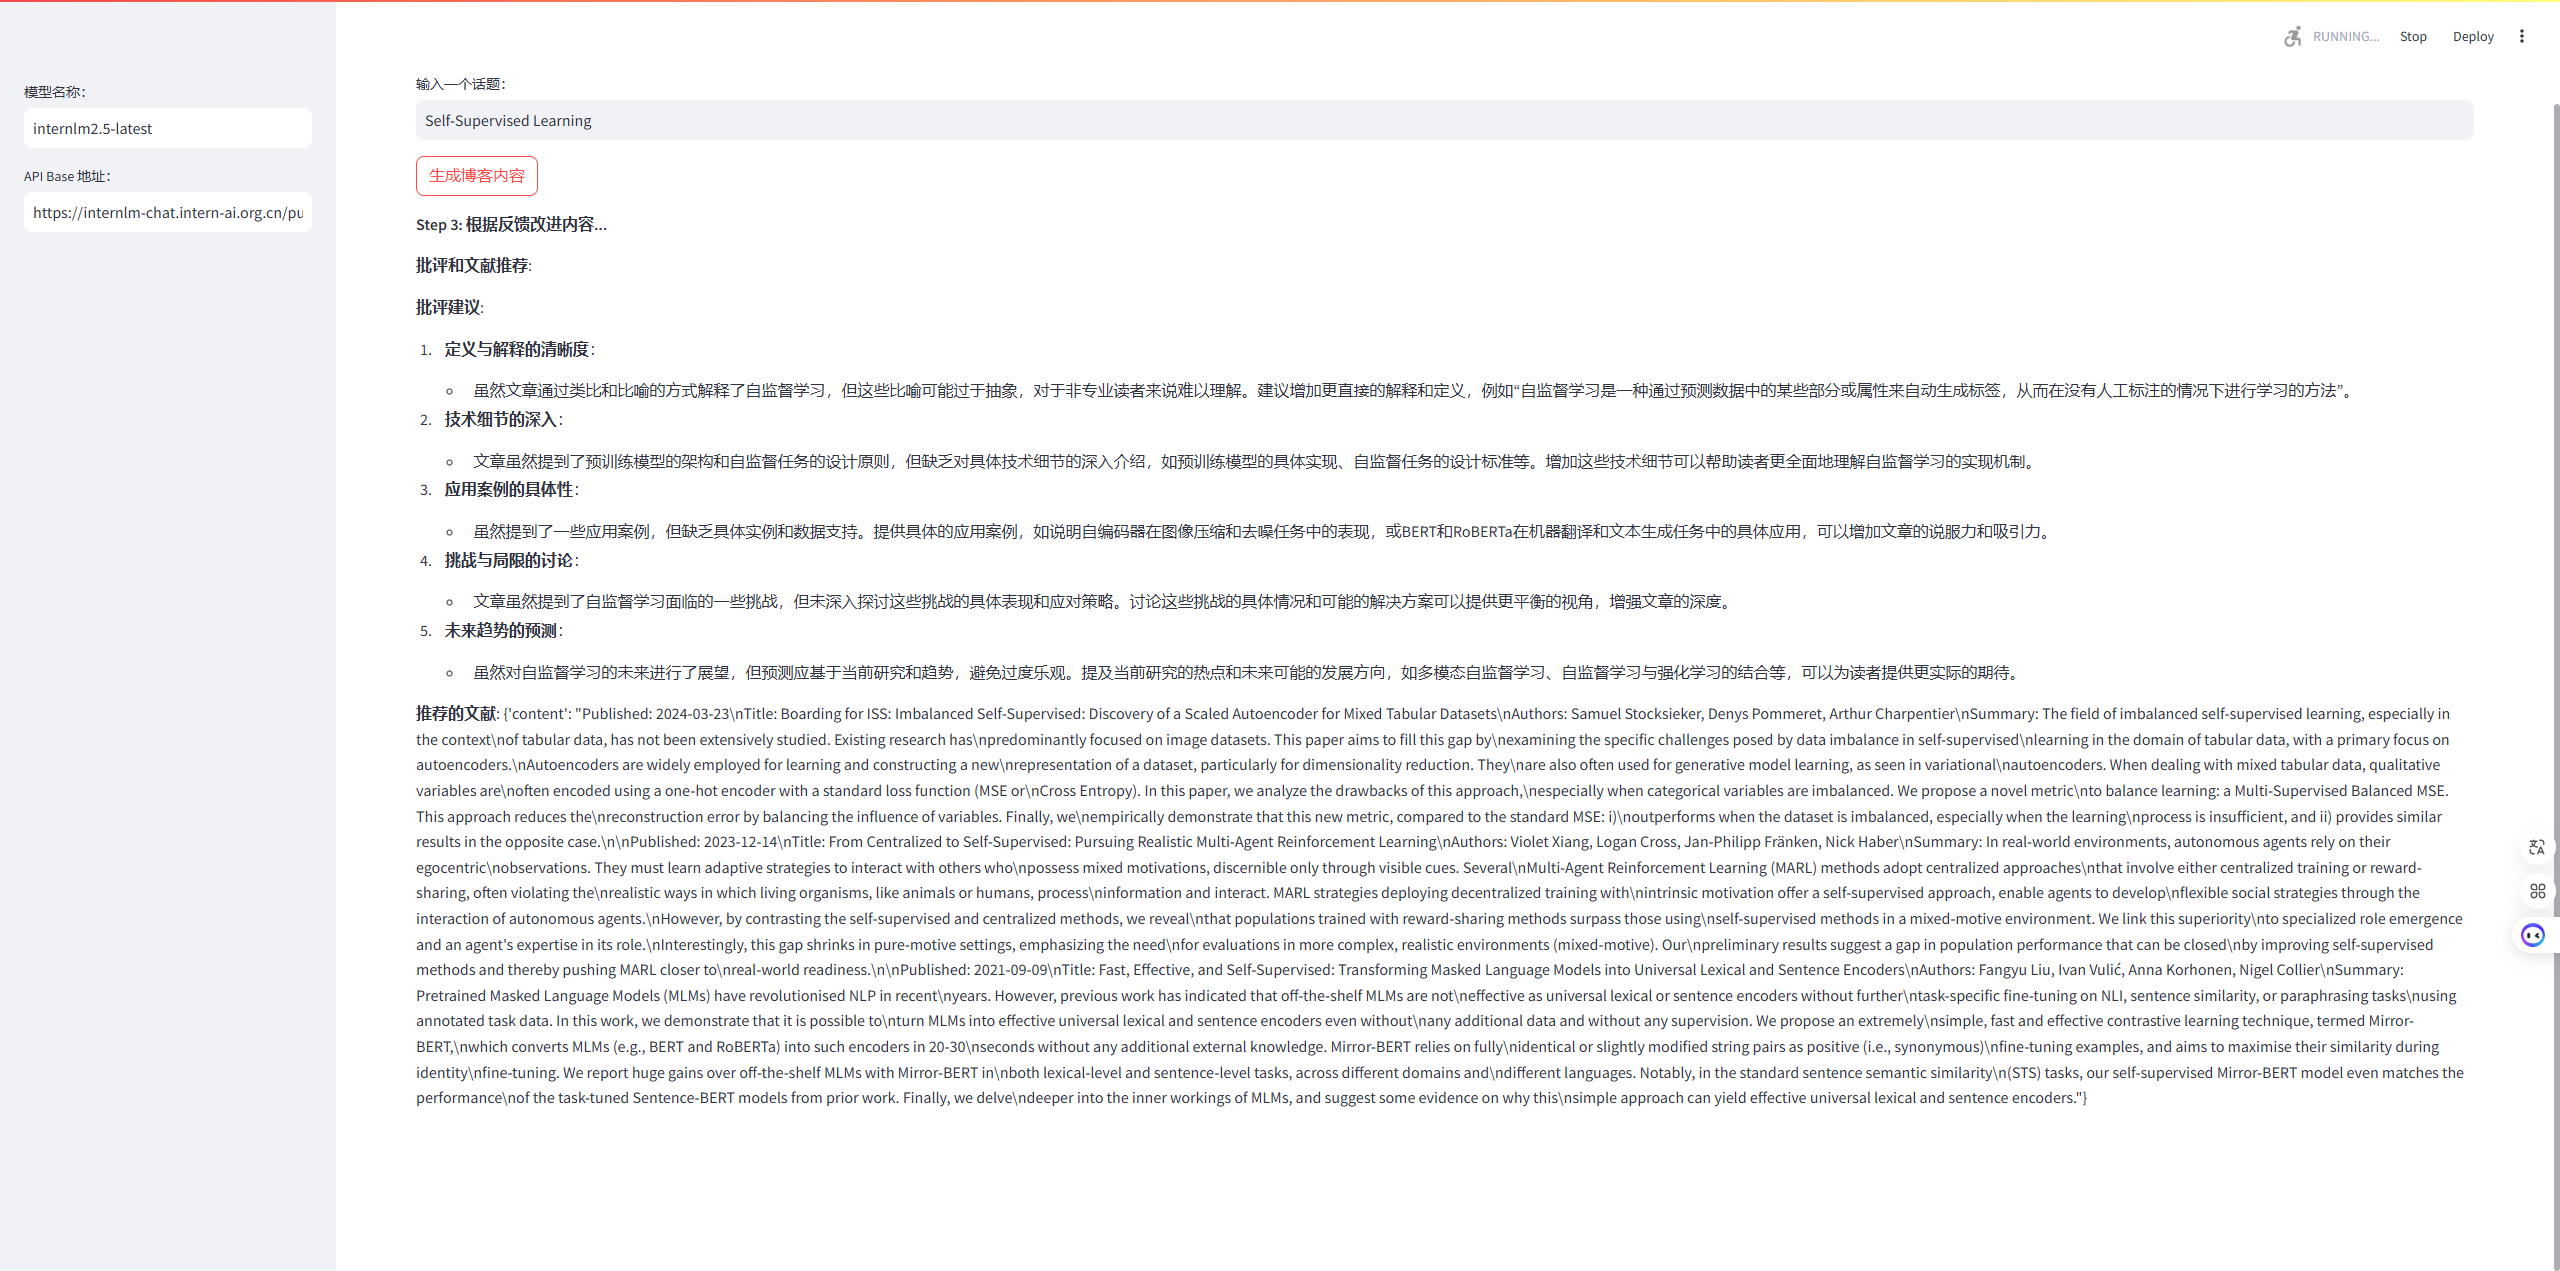 RUNNING...
Stop
Deploy
模型名称：
internlm2.5-latest
API Base 地址：
https://internlm-chat.intern-ai.org.cn/pu
输入一个话题：
Self-Supervised Learning
生成博客内容
Step 3: 根据反馈改进内容...
批评和文献推荐:
批评建议:
1. 定义与解释的清晰度：
虽然文章通过类比和比喻的方式解释了自监督学习，但这些比喻可能过于抽象，对于非专业读者来说难以理解。建议增加更直接的解释和定义，例如“自监督学习是一种通过预测数据中的某些部分或属性来自动生成标签，从而在没有人工标注的情况下进行学习的方法”。
2. 技术细节的深入：
文章虽然提到了预训练模型的架构和自监督任务的设计原则，但缺乏对具体技术细节的深入介绍，如预训练模型的具体实现、自监督任务的设计标准等。增加这些技术细节可以帮助读者更全面地理解自监督学习的实现机制。
3. 应用案例的具体性：
虽然提到了一些应用案例，但缺乏具体实例和数据支持。提供具体的应用案例，如说明自编码器在图像压缩和去噪任务中的表现，或BERT和RoBERTa在机器翻译和文本生成任务中的具体应用，可以增加文章的说服力和吸引力。
4. 挑战与局限的讨论：
文章虽然提到了自监督学习面临的一些挑战，但未深入探讨这些挑战的具体表现和应对策略。讨论这些挑战的具体情况和可能的解决方案可以提供更平衡的视角，增强文章的深度。
5. 未来趋势的预测：
虽然对自监督学习的未来进行了展望，但预测应基于当前研究和趋势，避免过度乐观。提及当前研究的热点和未来可能的发展方向，如多模态自监督学习、自监督学习与强化学习的结合等，可以为读者提供更实际的期待。
推荐的文献: {'content': "Published: 2024-03-23\nTitle: Boarding for ISS: Imbalanced Self-Supervised: Discovery of a Scaled Autoencoder for Mixed Tabular Datasets\nAuthors: Samuel Stocksieker, Denys Pommeret, Arthur Charpentier\nSummary: The field of imbalanced self-supervised learning, especially in
the context\nof tabular data, has not been extensively studied. Existing research has\npredominantly focused on image datasets. This paper aims to fill this gap by\nexamining the specific challenges posed by data imbalance in self-supervised\nlearning in the domain of tabular data, with a primary focus on
autoencoders.\nAutoencoders are widely employed for learning and constructing a new\nrepresentation of a dataset, particularly for dimensionality reduction. They\nare also often used for generative model learning, as seen in variational\nautoencoders. When dealing with mixed tabular data, qualitative
variables are\noften encoded using a one-hot encoder with a standard loss function (MSE or\nCross Entropy). In this paper, we analyze the drawbacks of this approach,\nespecially when categorical variables are imbalanced. We propose a novel metric\nto balance learning: a Multi-Supervised Balanced MSE.
This approach reduces the\nreconstruction error by balancing the influence of variables. Finally, we\nempirically demonstrate that this new metric, compared to the standard MSE: i)\noutperforms when the dataset is imbalanced, especially when the learning\nprocess is insufficient, and ii) provides similar
results in the opposite case.\n\nPublished: 2023-12-14\nTitle: From Centralized to Self-Supervised: Pursuing Realistic Multi-Agent Reinforcement Learning\nAuthors: Violet Xiang, Logan Cross, Jan-Philipp Fränken, Nick Haber\nSummary: In real-world environments, autonomous agents rely on their
egocentric\nobservations. They must learn adaptive strategies to interact with others who\npossess mixed motivations, discernible only through visible cues. Several\nMulti-Agent Reinforcement Learning (MARL) methods adopt centralized approaches\nthat involve either centralized training or reward-
sharing, often violating the\nrealistic ways in which living organisms, like animals or humans, process\ninformation and interact. MARL strategies deploying decentralized training with\nintrinsic motivation offer a self-supervised approach, enable agents to develop\nflexible social strategies through the
interaction of autonomous agents.\nHowever, by contrasting the self-supervised and centralized methods, we reveal\nthat populations trained with reward-sharing methods surpass those using\nself-supervised methods in a mixed-motive environment. We link this superiority\nto specialized role emergence
and an agent's expertise in its role.\nInterestingly, this gap shrinks in pure-motive settings, emphasizing the need\nfor evaluations in more complex, realistic environments (mixed-motive). Our\npreliminary results suggest a gap in population performance that can be closed\nby improving self-supervised
methods and thereby pushing MARL closer to\nreal-world readiness.\n\nPublished: 2021-09-09\nTitle: Fast, Effective, and Self-Supervised: Transforming Masked Language Models into Universal Lexical and Sentence Encoders\nAuthors: Fangyu Liu, Ivan Vulić, Anna Korhonen, Nigel Collier\nSummary:
Pretrained Masked Language Models (MLMs) have revolutionised NLP in recent\nyears. However, previous work has indicated that off-the-shelf MLMs are not\neffective as universal lexical or sentence encoders without further\ntask-specific fine-tuning on NLI, sentence similarity, or paraphrasing tasks\nusing
annotated task data. In this work, we demonstrate that it is possible to\nturn MLMs into effective universal lexical and sentence encoders even without\nany additional data and without any supervision. We propose an extremely\nsimple, fast and effective contrastive learning technique, termed Mirror-
BERT,\nwhich converts MLMs (e.g., BERT and RoBERTa) into such encoders in 20-30\nseconds without any additional external knowledge. Mirror-BERT relies on fully\nidentical or slightly modified string pairs as positive (i.e., synonymous)\nfine-tuning examples, and aims to maximise their similarity during
identity\nfine-tuning. We report huge gains over off-the-shelf MLMs with Mirror-BERT in\nboth lexical-level and sentence-level tasks, across different domains and\ndifferent languages. Notably, in the standard sentence semantic similarity\n(STS) tasks, our self-supervised Mirror-BERT model even matches the
performance\nof the task-tuned Sentence-BERT models from prior work. Finally, we delve\ndeeper into the inner workings of MLMs, and suggest some evidence on why this\nsimple approach can yield effective universal lexical and sentence encoders."}